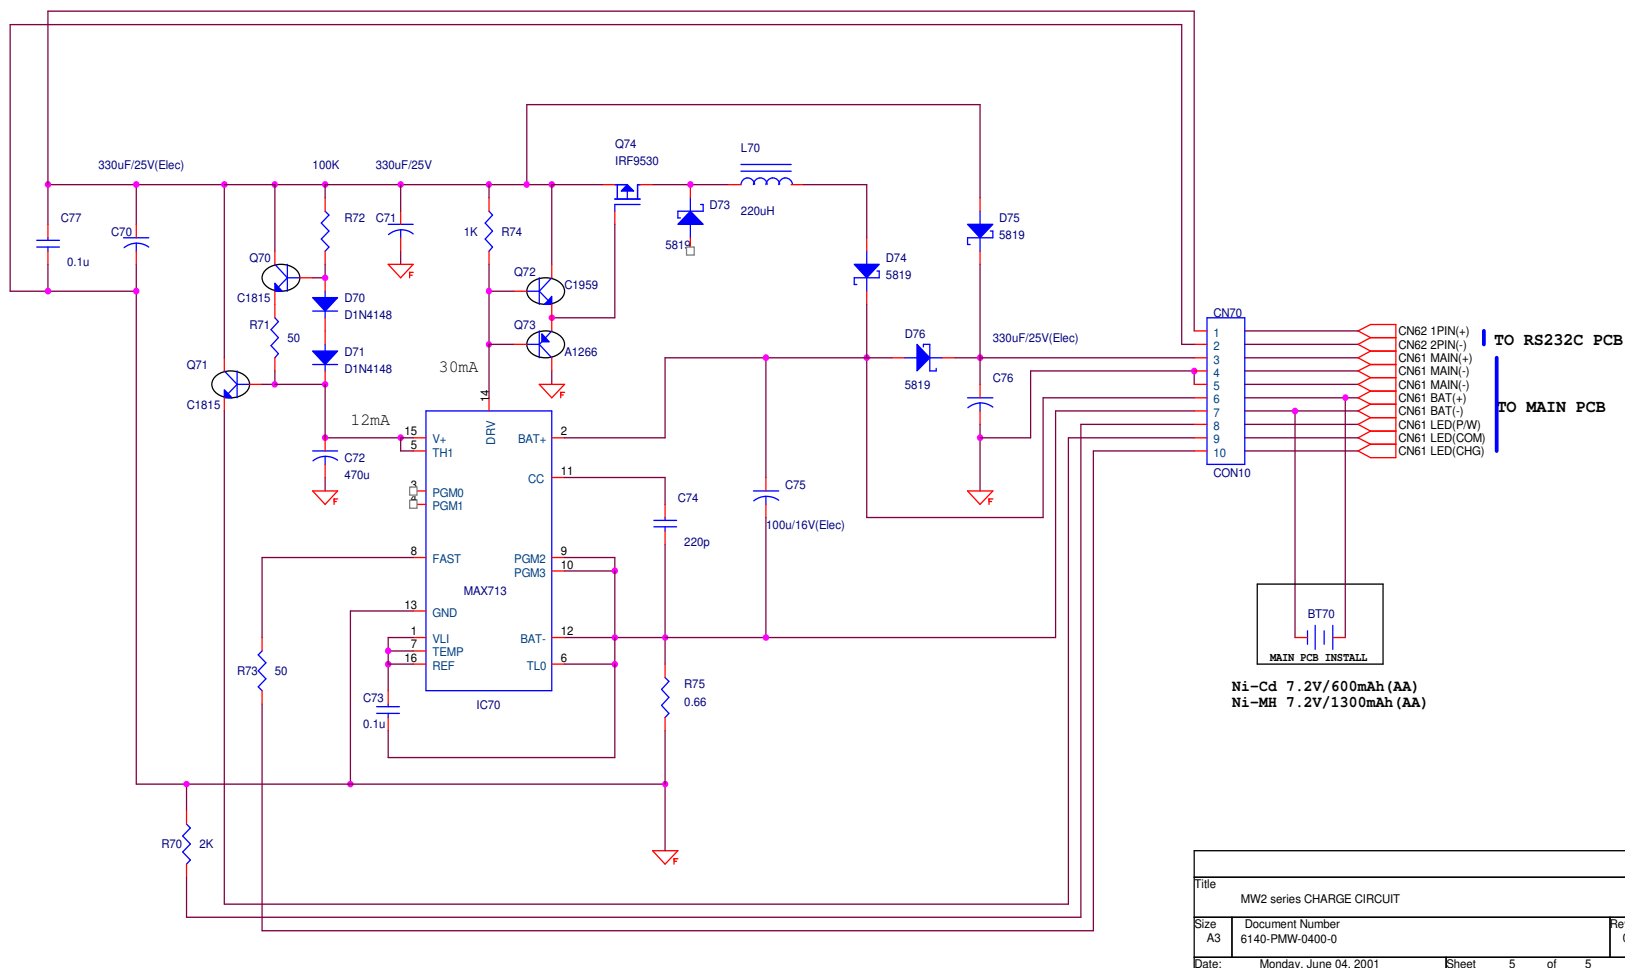 Q74
IRF9530
L70
330uF/25V(Elec)
100K
330uF/25V
C77
0.1u
C70
R72
C71
1K
R74
D73
5819
220uH
D75
5819
Q70
C1815
D70
D1N4148
Q72
C1959
D74
5819
R71
50
D71
D1N4148
Q73
A1266
D76
5819
330uF/25V(Elec)
Q71
C1815
30mA
C76
12mA
C72
470u
14
DRV
15
V+
5
TH1
3
PGM0
PGM1
8
FAST
13
GND
1
VLI
7
TEMP
16
REF
2
BAT+
11
CC
9
PGM2
10
PGM3
12
BAT-
6
TL0
MAX713
IC70
C74
220p
C75
100u/16V(Elec)
R73
50
C73
0.1u
R75
0.66
R70
2K
F
F
F
F
F
CN70
1
2
3
4
5
6
7
8
9
10
CON10
CN62 1PIN(+)
CN62 2PIN(-)
CN61 MAIN(+)
CN61 MAIN(-)
CN61 MAIN(-)
CN61 BAT(+)
CN61 BAT(-)
CN61 LED(P/W)
CN61 LED(COM)
CN61 LED(CHG)
TO RS232C PCB
TO MAIN PCB
BT70
MAIN PCB INSTALL
Ni-Cd 7.2V/600mAh(AA)
Ni-MH 7.2V/1300mAh(AA)
Title
MW2 series CHARGE CIRCUIT
Size
A3
Document Number
6140-PMW-0400-0
Date:
Monday, June 04, 2001
Sheet
5
of
5